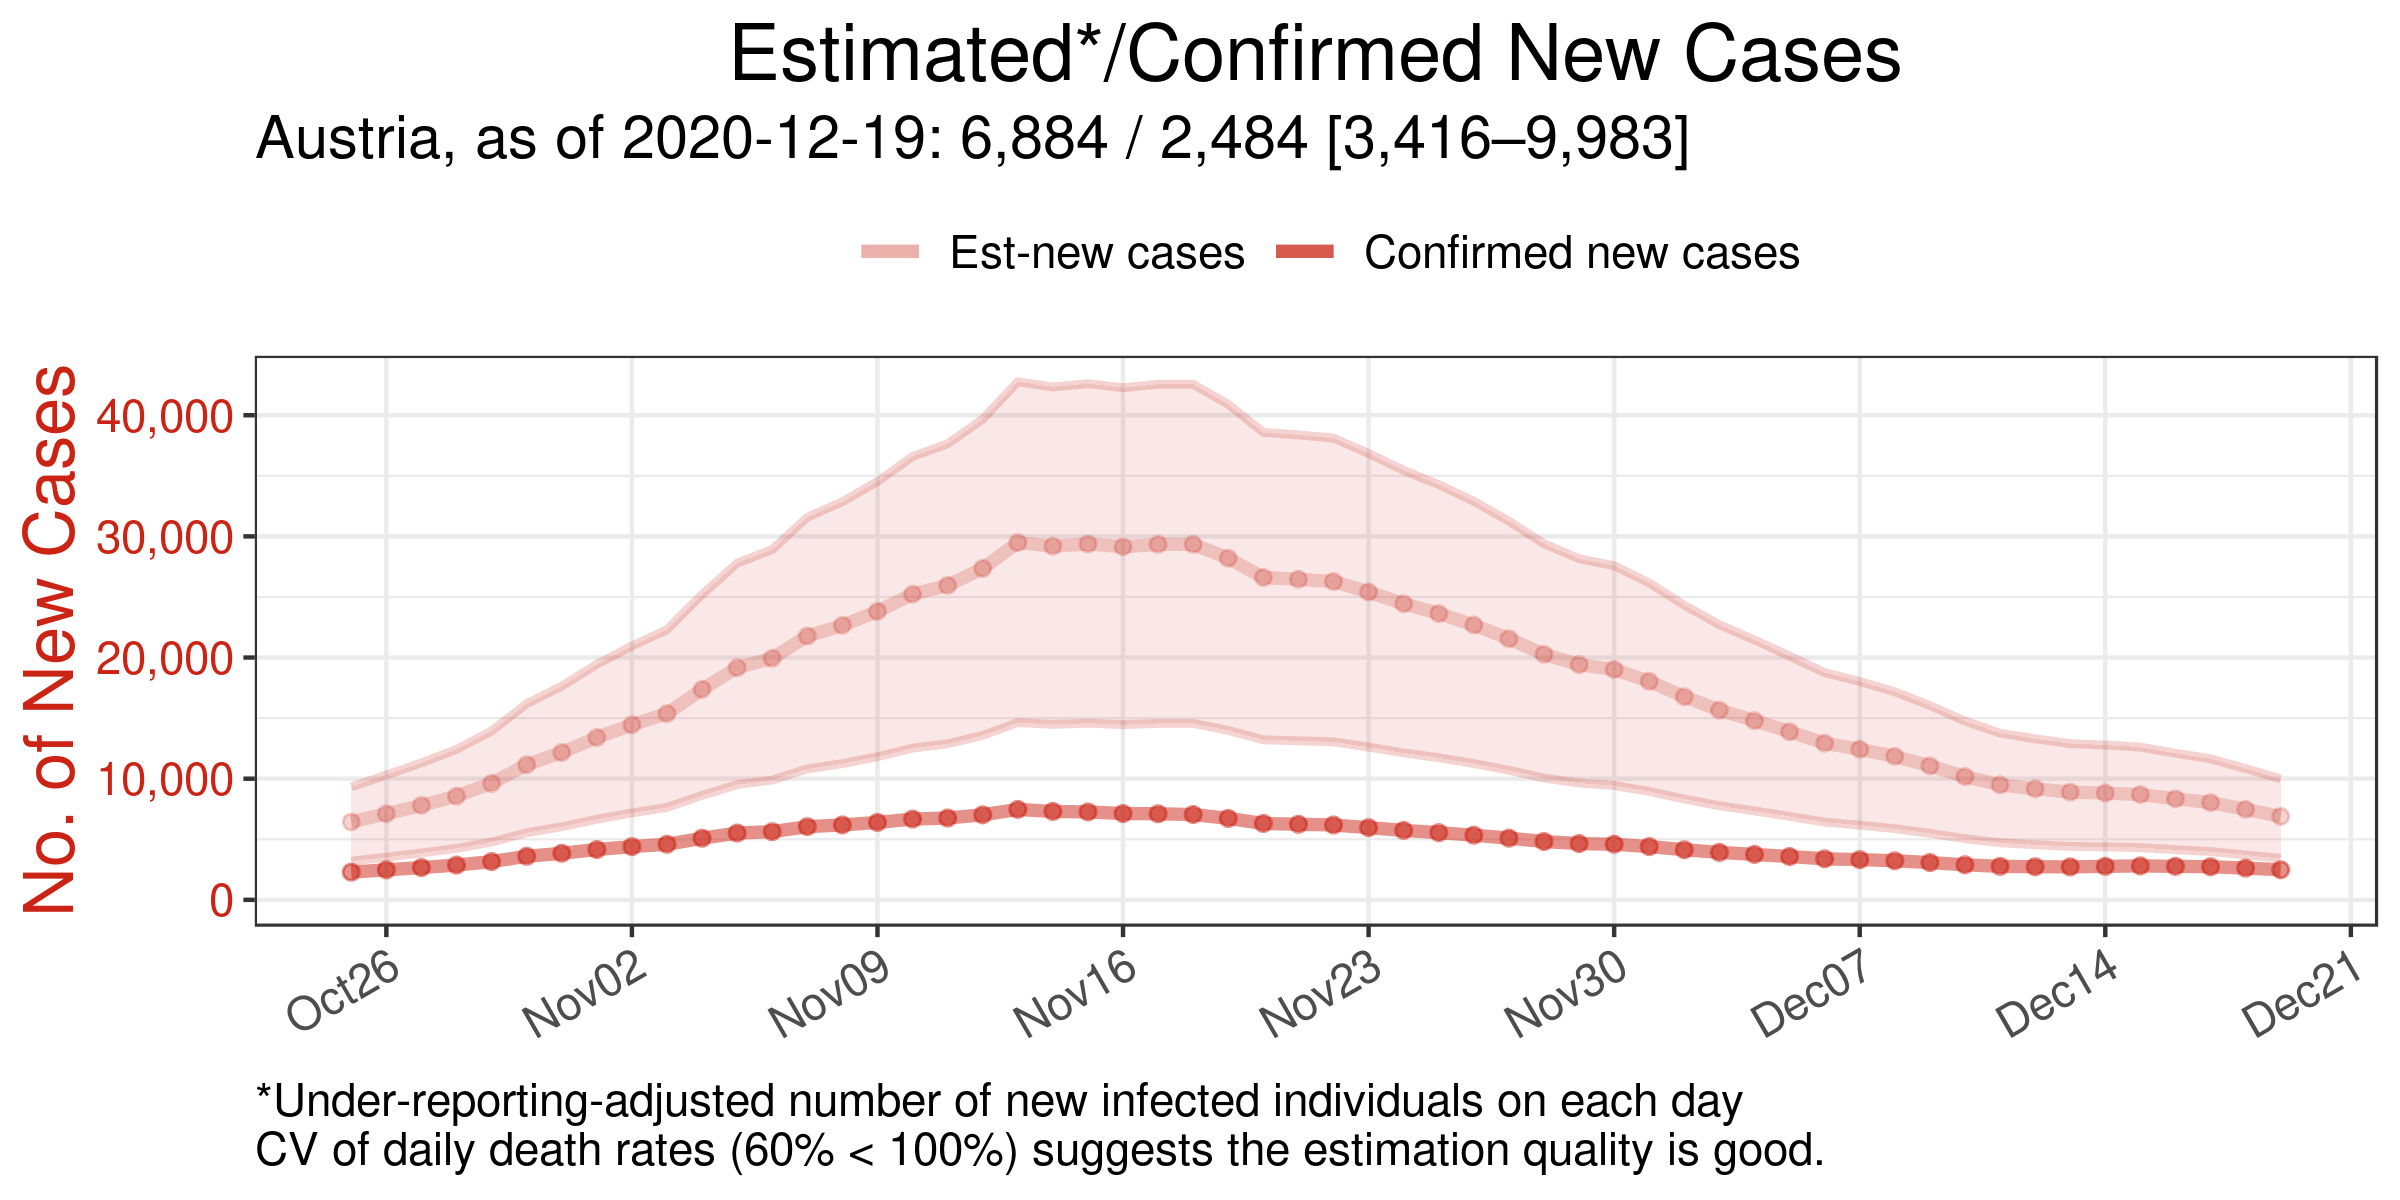 Estimated*/Confirmed New Cases
Austria, as of 2020-12-19: 6,884 / 2,484 [3,416–9,983]
Est-new cases
Confirmed new cases
No. of New Cases
40,000
30,000
20,000
10,000
0
Oct26
Nov02
Nov09
Nov16
Nov23
Nov30
Dec07
Dec14
Dec21
*Under-reporting-adjusted number of new infected individuals on each day
CV of daily death rates (60% < 100%) suggests the estimation quality is good.